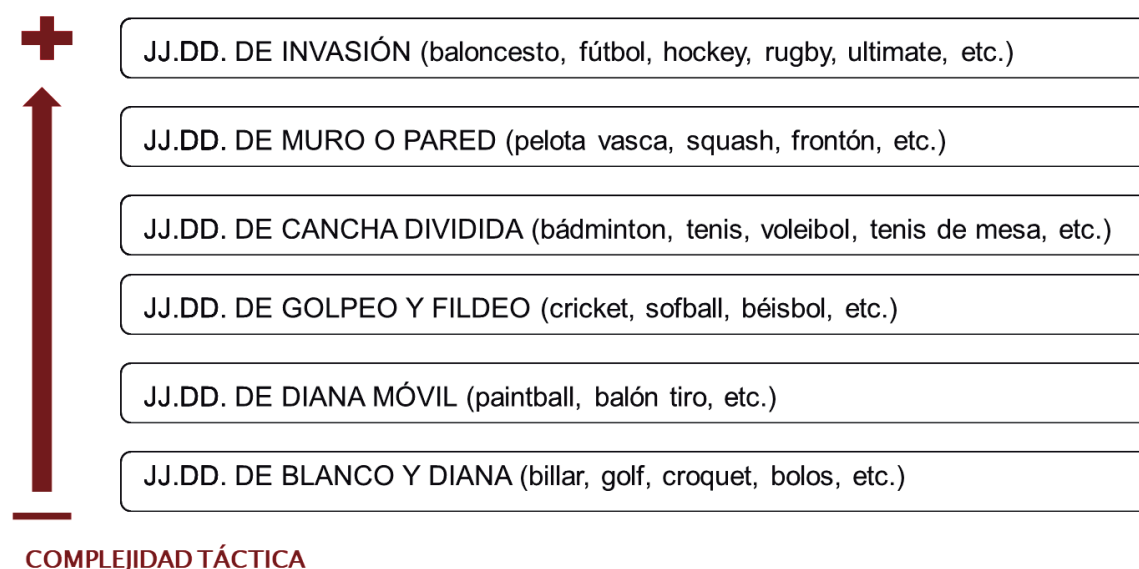 JJ.DD. DE INVASIÓN (baloncesto, fútbol, hockey, rugby, ultimate, etc.)
JJ.DD. DE MURO O PARED (pelota vasca, squash, frontón, etc.)
JJ.DD. DE CANCHA DIVIDIDA (bádminton, tenis, voleibol, tenis de mesa, etc.)
JJ.DD. DE GOLPEO Y FILDEO (cricket, sofball, béisbol, etc.)
JJ.DD. DE DIANA MÓVIL (paintball, balón tiro, etc.)
JJ.DD. DE BLANCO Y DIANA (billar, golf, croquet, bolos, etc.)
COMPLEJIDAD TÁCTICA